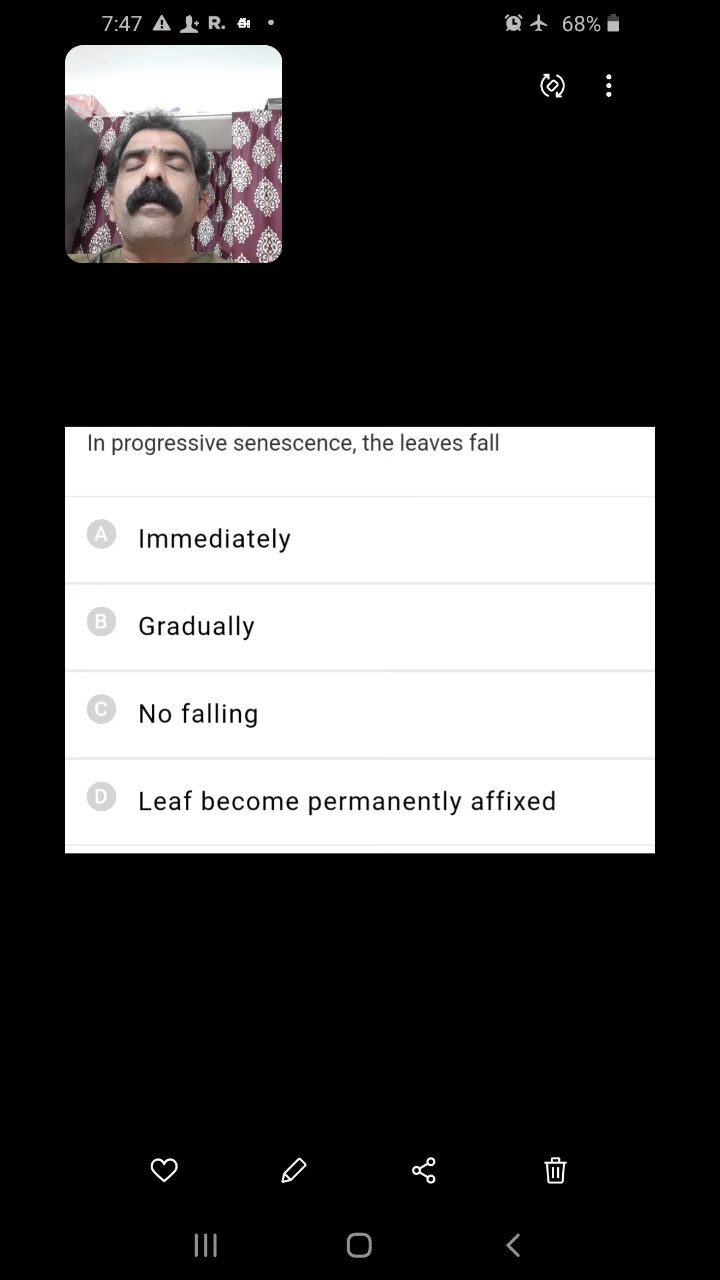 7:47 R. 68%
In progressive senescence, the leaves fall
A Immediately
B Gradually
C No falling
D Leaf become permanently affixed